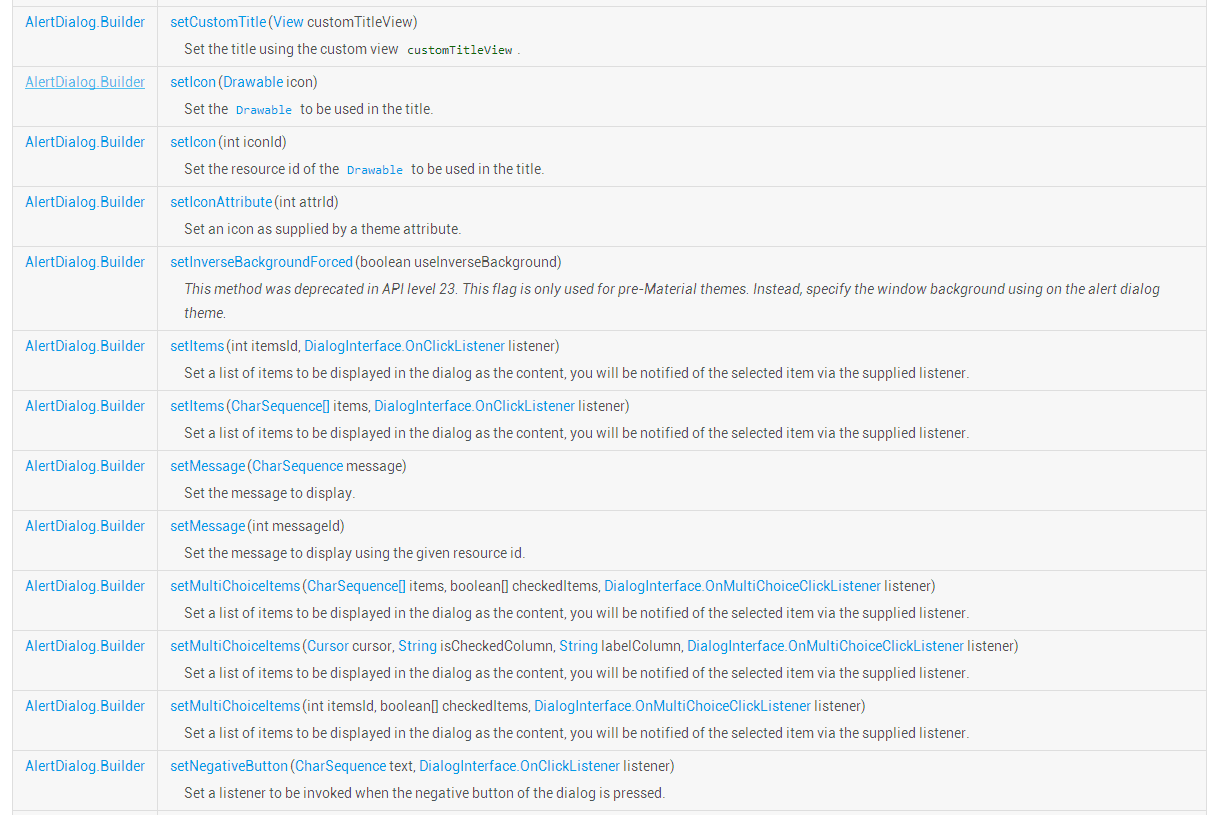 AlertDialog.Builder setCustomTitle(View customTitleView)
Set the title using the custom view customTitleView.
AlertDialog.Builder setIcon(Drawable icon)
Set the Drawable to be used in the title.
AlertDialog.Builder setIcon(int iconId)
Set the resource id of the Drawable to be used in the title.
AlertDialog.Builder setIconAttribute(int attrId)
Set an icon as supplied by a theme attribute.
AlertDialog.Builder setInverseBackgroundForced(boolean useInverseBackground)
This method was deprecated in API level 23. This flag is only used for pre-Material themes. Instead, specify the window background using on the alert dialog
theme.
AlertDialog.Builder setItems(int itemsId, DialogInterface.OnClickListener listener)
Set a list of items to be displayed in the dialog as the content, you will be notified of the selected item via the supplied listener.
AlertDialog.Builder setItems(CharSequence[] items, DialogInterface.OnClickListener listener)
Set a list of items to be displayed in the dialog as the content, you will be notified of the selected item via the supplied listener.
AlertDialog.Builder setMessage(CharSequence message)
Set the message to display.
AlertDialog.Builder setMessage(int messageId)
Set the message to display using the given resource id.
AlertDialog.Builder setMultiChoiceItems(CharSequence[] items, boolean[] checkedItems, DialogInterface.OnMultiChoiceClickListener listener)
Set a list of items to be displayed in the dialog as the content, you will be notified of the selected item via the supplied listener.
AlertDialog.Builder setMultiChoiceItems(Cursor cursor, String isCheckedColumn, String labelColumn, DialogInterface.OnMultiChoiceClickListener listener)
Set a list of items to be displayed in the dialog as the content, you will be notified of the selected item via the supplied listener.
AlertDialog.Builder setMultiChoiceItems(int itemsId, boolean[] checkedItems, DialogInterface.OnMultiChoiceClickListener listener)
Set a list of items to be displayed in the dialog as the content, you will be notified of the selected item via the supplied listener.
AlertDialog.Builder setNegativeButton(CharSequence text, DialogInterface.OnClickListener listener)
Set a listener to be invoked when the negative button of the dialog is pressed.